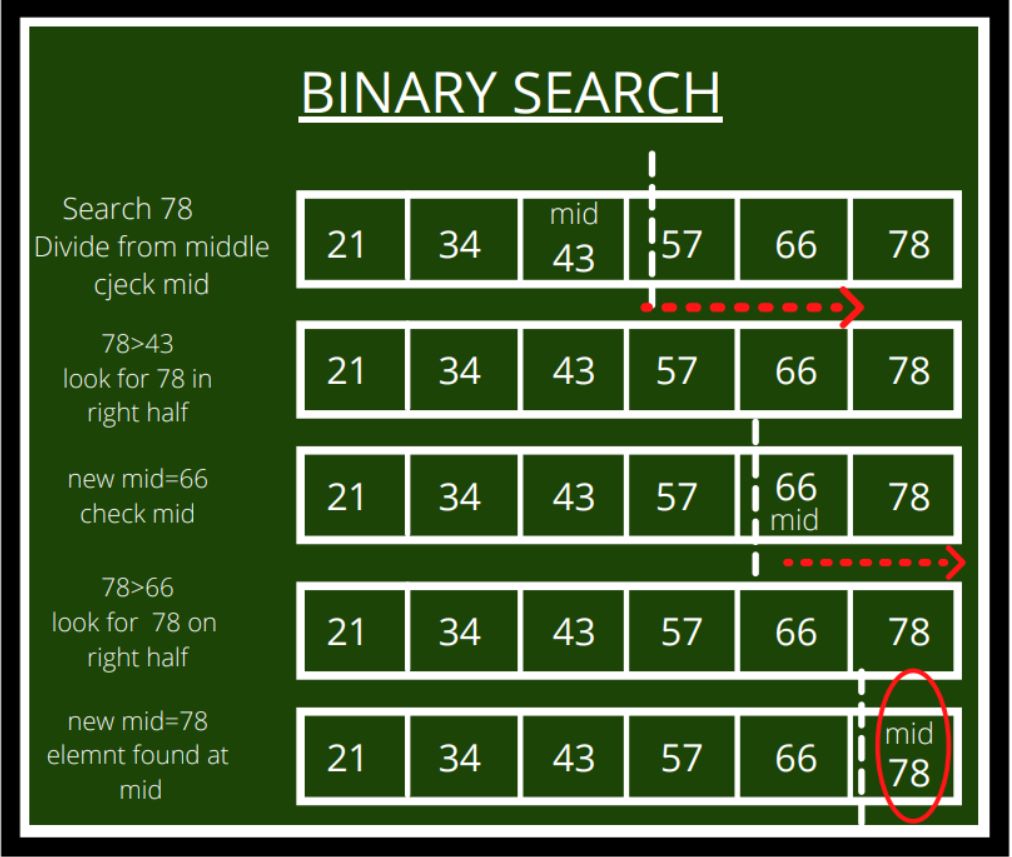 BINARY SEARCH
Search 78
Divide from middle
cjeck mid
21 34 mid 43 57 66 78
78>43
look for 78 in
right half
21 34 43 57 66 78
new mid=66
check mid
21 34 43 57 66 mid 78
78>66
look for 78 on
right half
21 34 43 57 66 78
new mid=78
elemnt found at
mid
21 34 43 57 66 mid 78